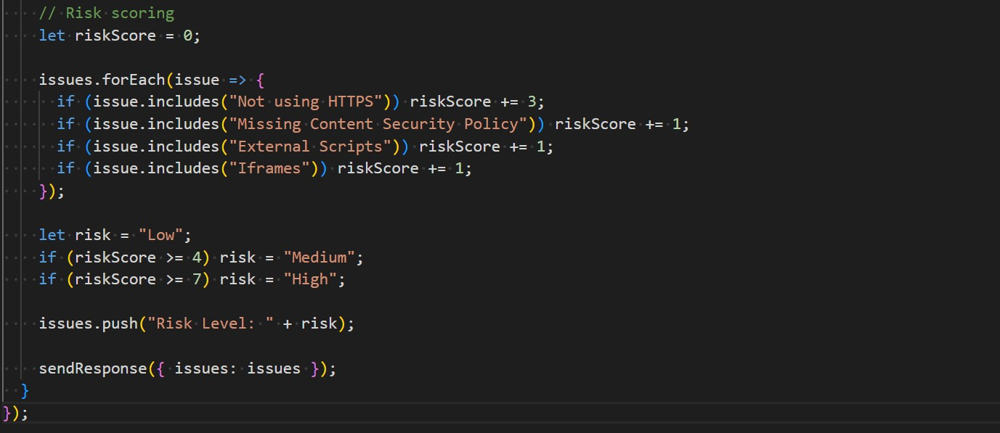 // Risk scoring
let riskScore = 0;
issues.forEach(issue => {
if (issue.includes("Not using HTTPS")) riskScore += 3;
if (issue.includes("Missing Content Security Policy")) riskScore += 1;
if (issue.includes("External Scripts")) riskScore += 1;
if (issue.includes("Iframes")) riskScore += 1;
});
let risk = "Low";
if (riskScore >= 4) risk = "Medium";
if (riskScore >= 7) risk = "High";
issues.push("Risk Level: " + risk);
sendResponse({ issues: issues });
}
});